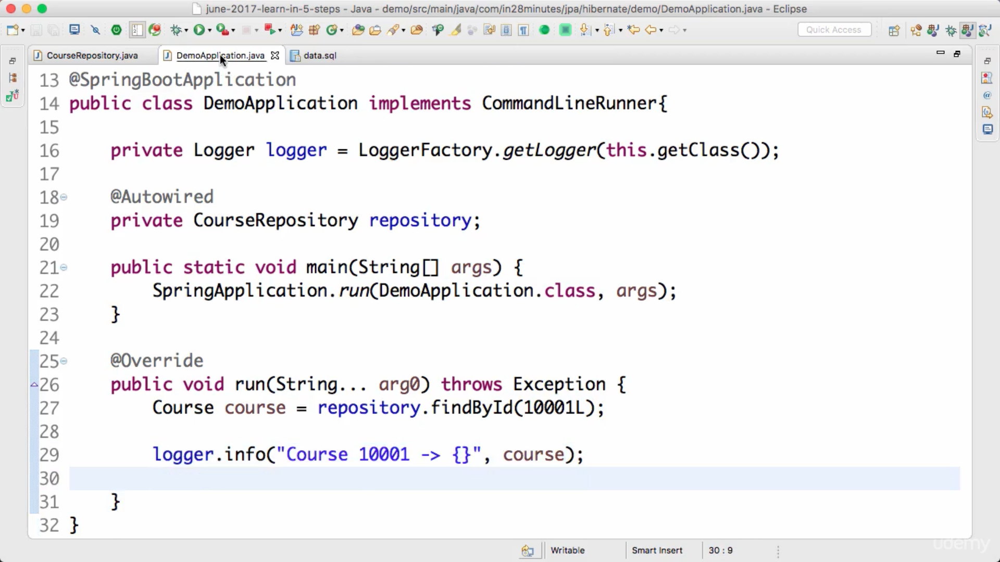 june-2017-learn-in-5-steps - Java - demo/src/main/java/com/in28minutes/jpa/hibernate/demo/DemoApplication.java - Eclipse
Quick Access
CourseRepository.java DemoApplication.java data.sql
13 @SpringBootApplication
14 public class DemoApplication implements CommandLineRunner{
15
16 private Logger logger = LoggerFactory.getLogger(this.getClass());
17
18 @Autowired
19 private CourseRepository repository;
20
21 public static void main(String[] args) {
22 SpringApplication.run(DemoApplication.class, args);
23 }
24
25 @Override
26 public void run(String... arg0) throws Exception {
27 Course course = repository.findById(10001L);
28
29 logger.info("Course 10001 -> {}", course);
30
31 }
32 }
Writable Smart Insert 30 : 9
udemy